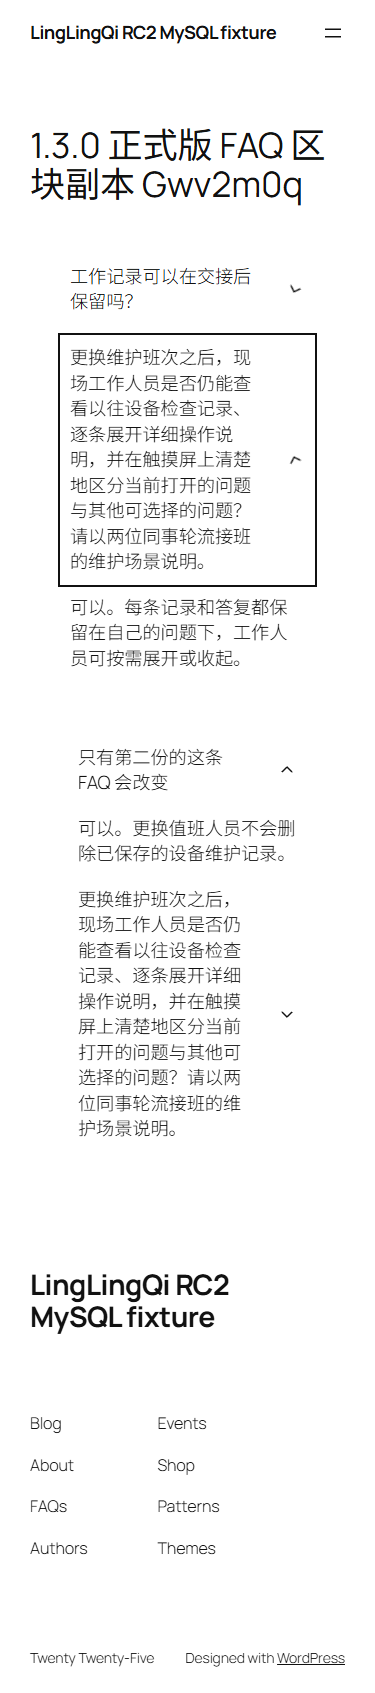 LingLingQi RC2 MySQL fixture
1.3.0 正式版 FAQ 区
块副本 Gwv2m0q
工作记录可以在交接后
保留吗？
更换维护班次之后，现
场工作人员是否仍能查
看以往设备检查记录、
逐条展开详细操作说
明，并在触摸屏上清楚
地区分当前打开的问题
与其他可选择的问题？
请以两位同事轮流接班
的维护场景说明。
可以。每条记录和答复都保
留在自己的问题下，工作人
员可按需展开或收起。
只有第二份的这条
FAQ 会改变
可以。更换值班人员不会删
除已保存的设备维护记录。
更换维护班次之后，
现场工作人员是否仍
能查看以往设备检查
记录、逐条展开详细
操作说明，并在触摸
屏上清楚地区分当前
打开的问题与其他可
选择的问题？请以两
位同事轮流接班的维
护场景说明。
LingLingQi RC2
MySQL fixture
Blog
About
FAQs
Authors
Events
Shop
Patterns
Themes
Twenty Twenty-Five
Designed with WordPress